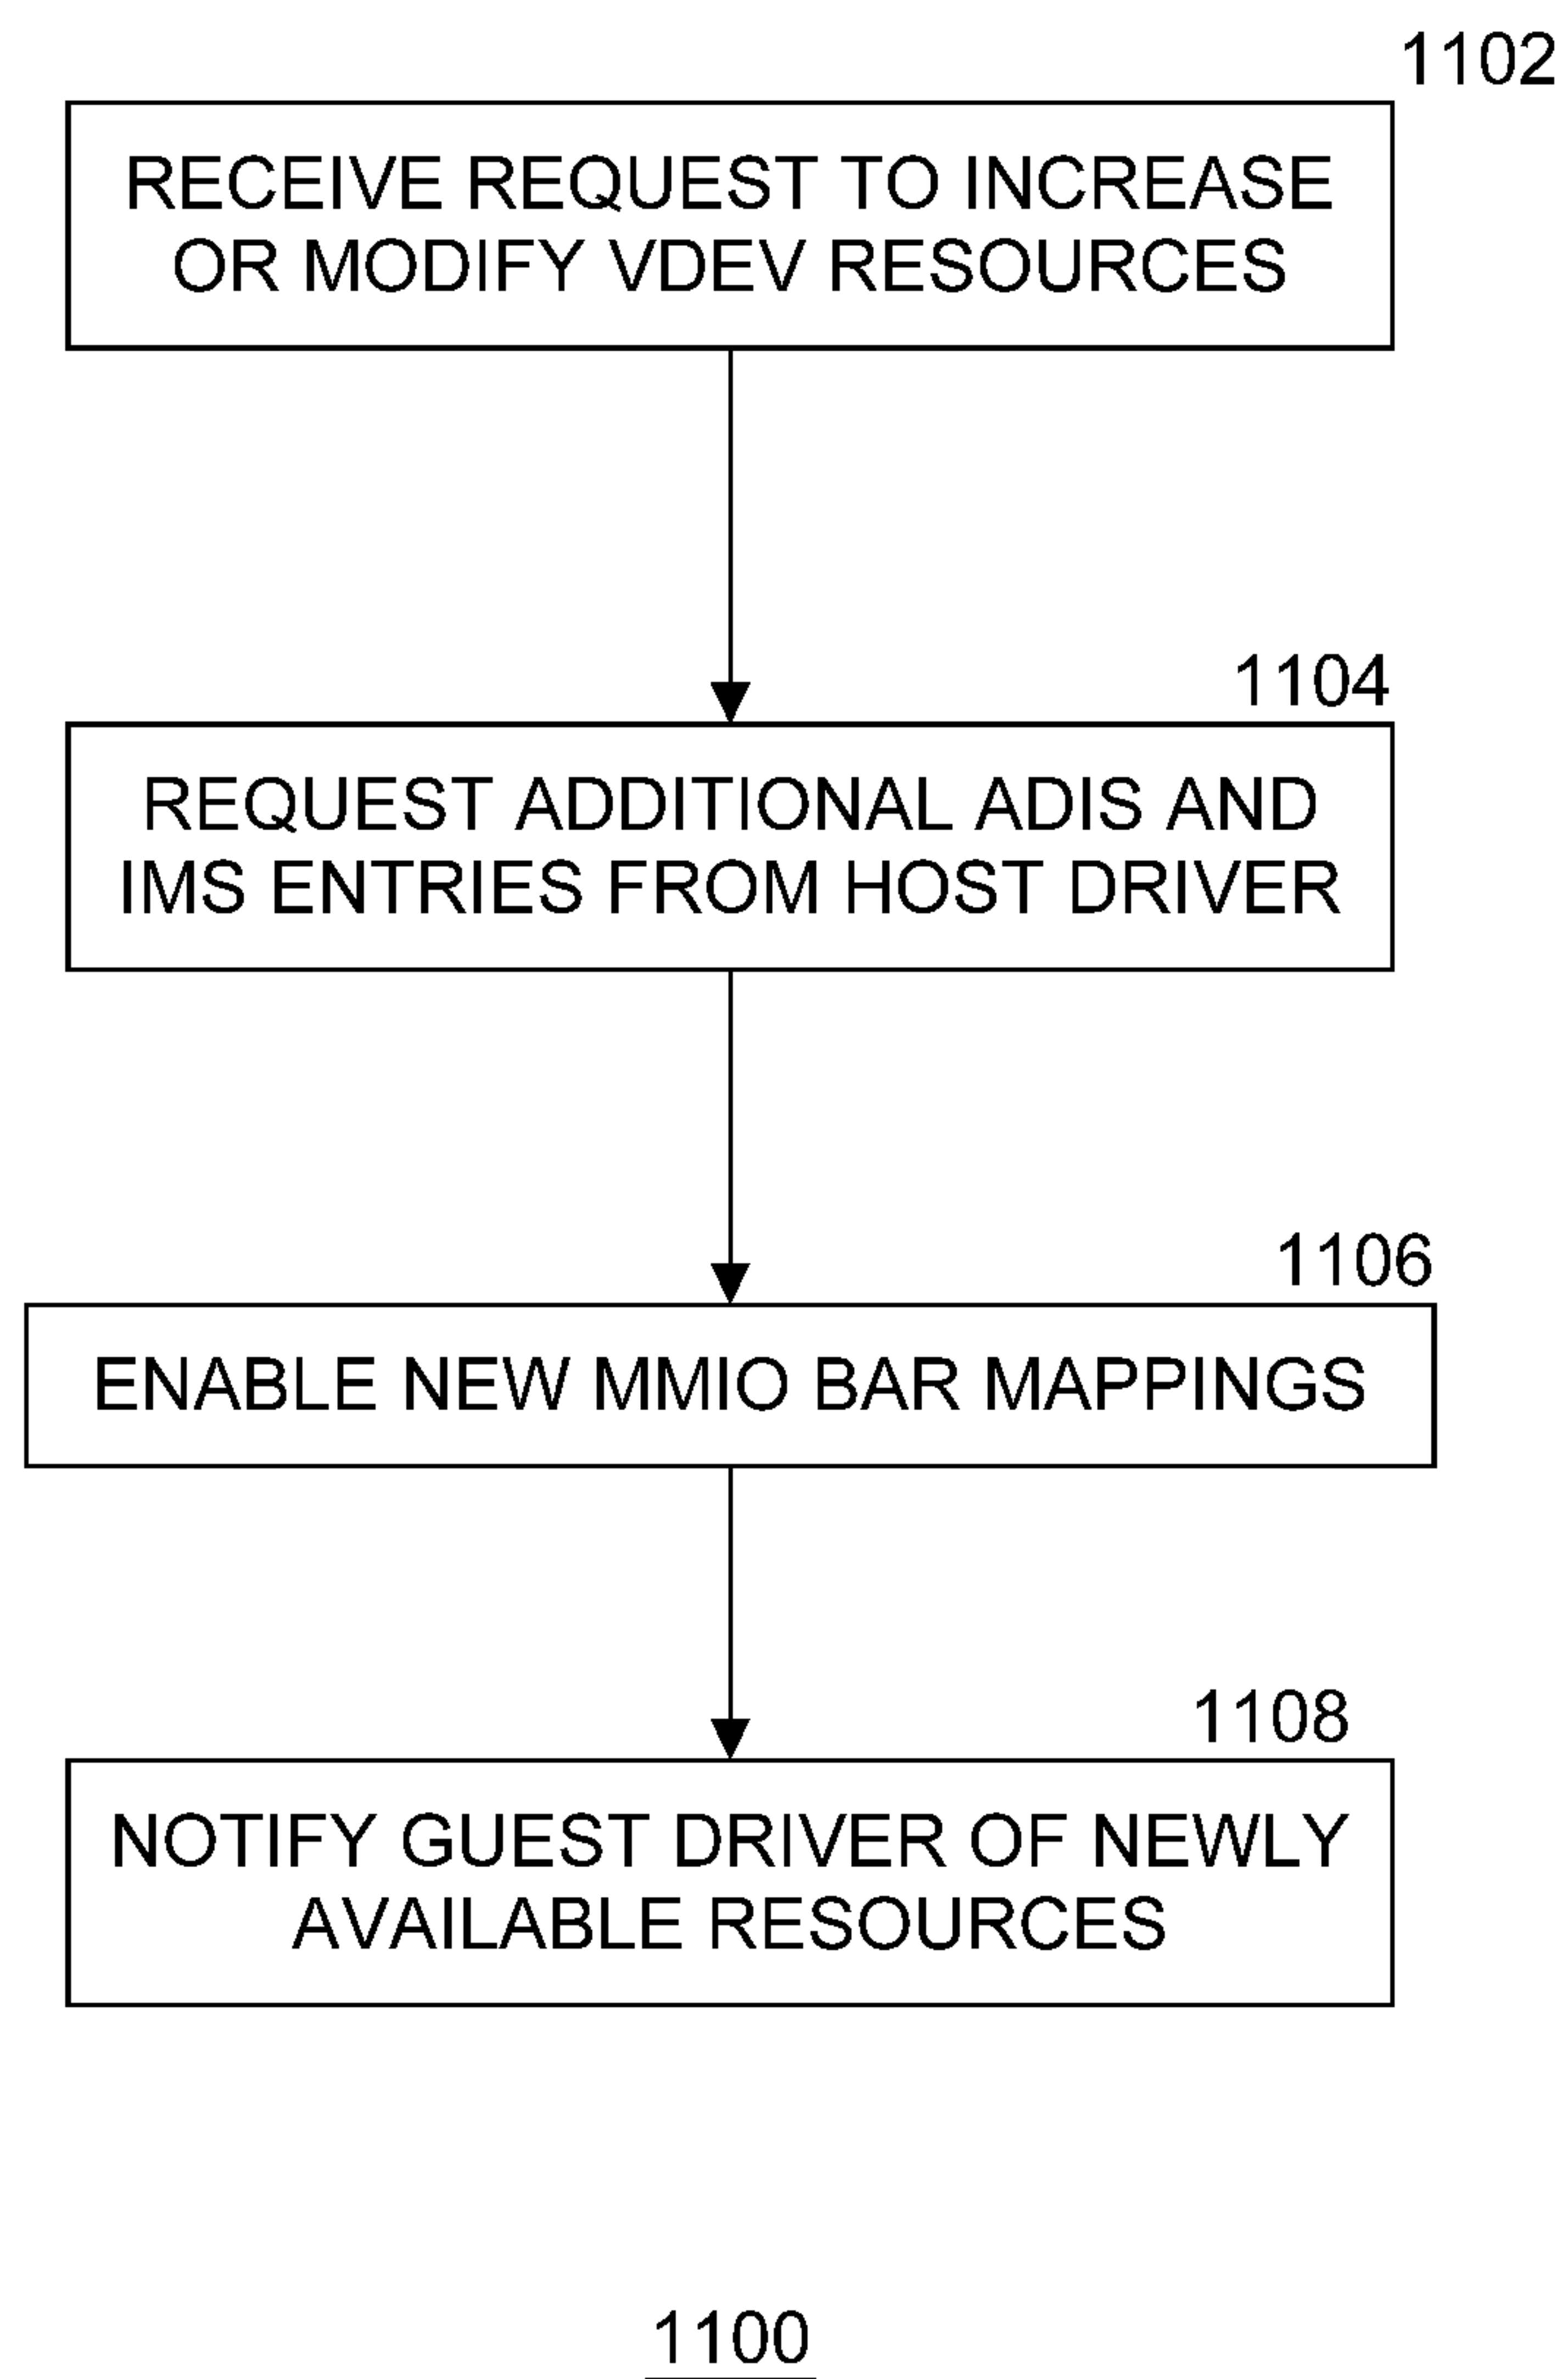 1102
RECEIVE REQUEST TO INCREASE
OR MODIFY VDEV RESOURCES
1104
REQUEST ADDITIONAL ADIS AND
IMS ENTRIES FROM HOST DRIVER
1106
ENABLE NEW MMIO BAR MAPPINGS
1108
NOTIFY GUEST DRIVER OF NEWLY
AVAILABLE RESOURCES
1100